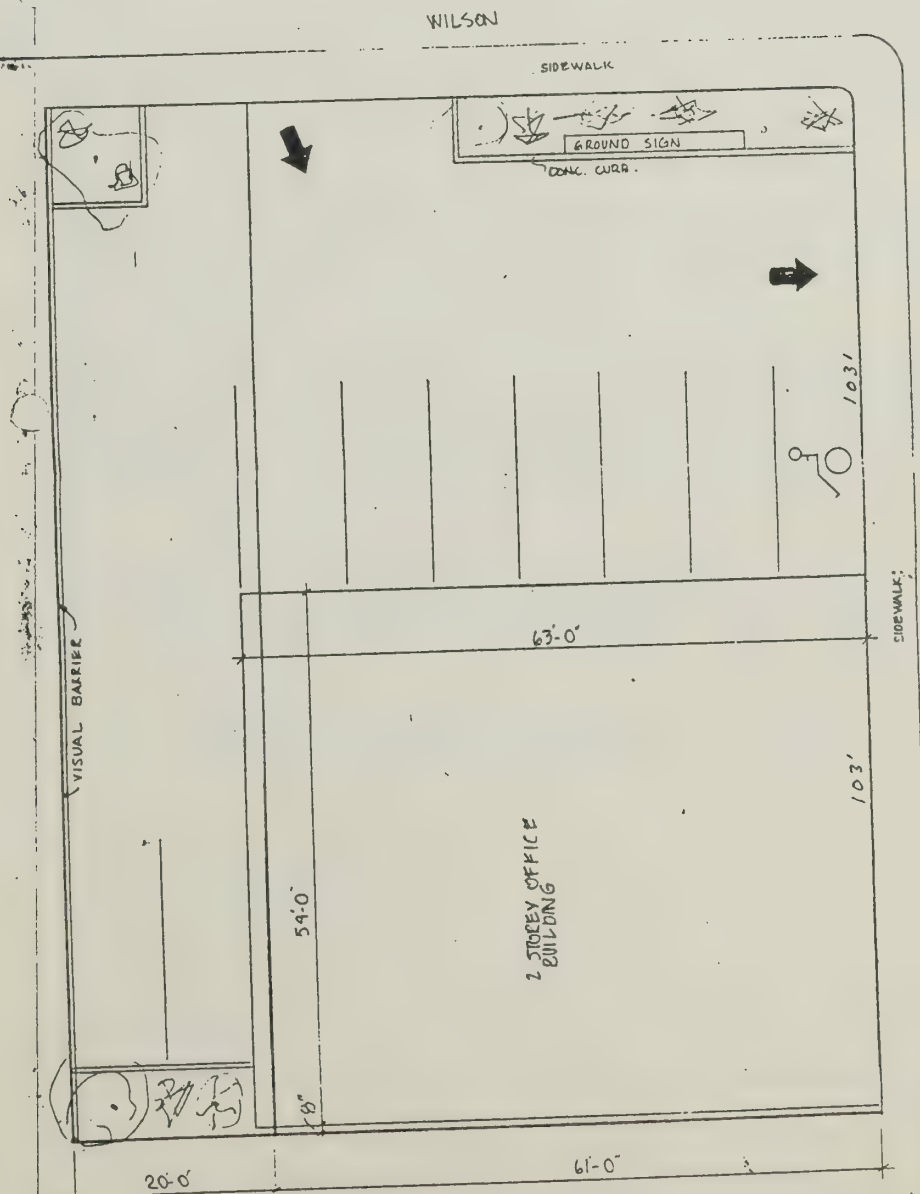 WILSON
SIDEWALK
GROUND SIGN
CONC. CURB.
103'
SIDEWALK
VISUAL BARRIER
63'-0"
103'
54'-0"
2 STOREY OFFICE
BUILDING
8"
20'-0"
61'-0"